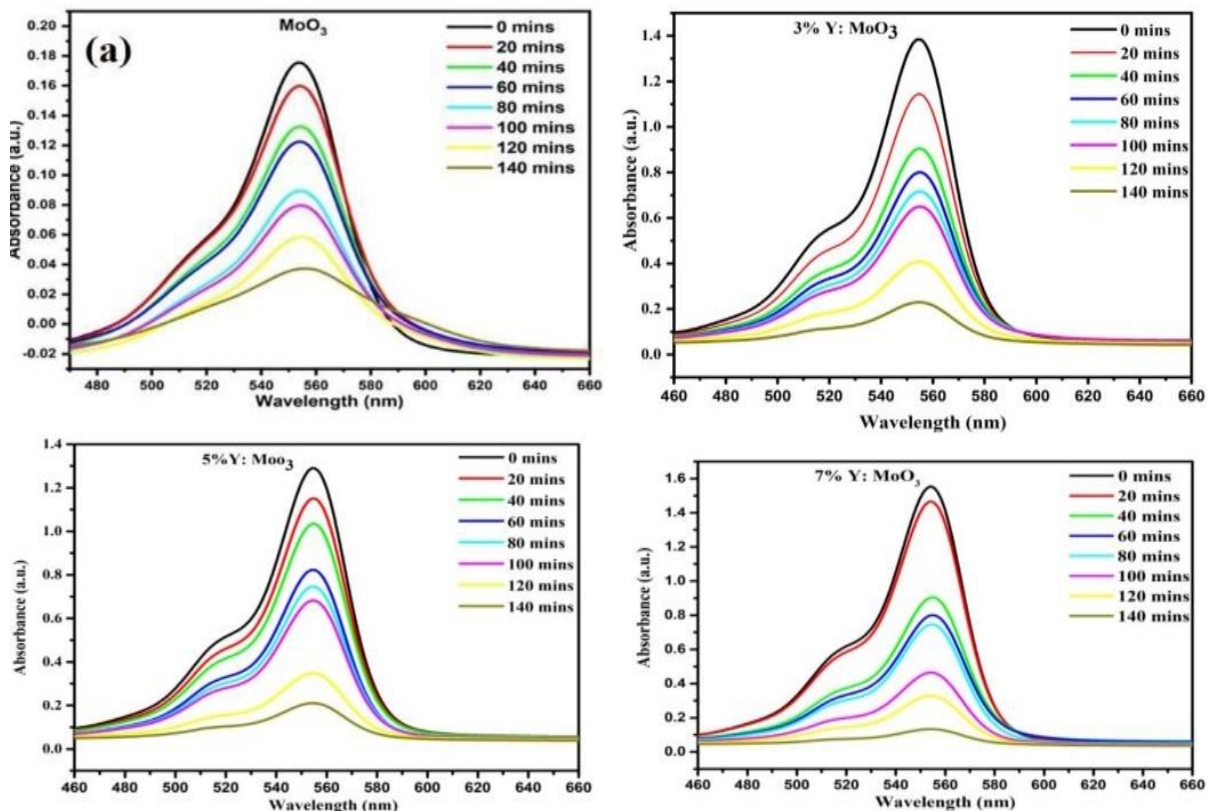 (a)
MoO₃
0 mins
20 mins
40 mins
60 mins
80 mins
100 mins
120 mins
140 mins
Absorbance (a.u.)
0.20
0.18
0.16
0.14
0.12
0.10
0.08
0.06
0.04
0.02
0.00
-0.02
480 500 520 540 560 580 600 620 640 660
Wavelength (nm)
3% Y: MoO₃
0 mins
20 mins
40 mins
60 mins
80 mins
100 mins
120 mins
140 mins
Absorbance (a.u.)
1.4
1.2
1.0
0.8
0.6
0.4
0.2
0.0
460 480 500 520 540 560 580 600 620 640 660
Wavelength (nm)
5%Y: Moo₃
0 mins
20 mins
40 mins
60 mins
80 mins
100 mins
120 mins
140 mins
Absorbance (a.u.)
1.4
1.2
1.0
0.8
0.6
0.4
0.2
0.0
460 480 500 520 540 560 580 600 620 640 660
Wavelength (nm)
7% Y: MoO₃
0 mins
20 mins
40 mins
60 mins
80 mins
100 mins
120 mins
140 mins
Absorbance (a.u.)
1.6
1.4
1.2
1.0
0.8
0.6
0.4
0.2
0.0
460 480 500 520 540 560 580 600 620 640 660
Wavelength (nm)